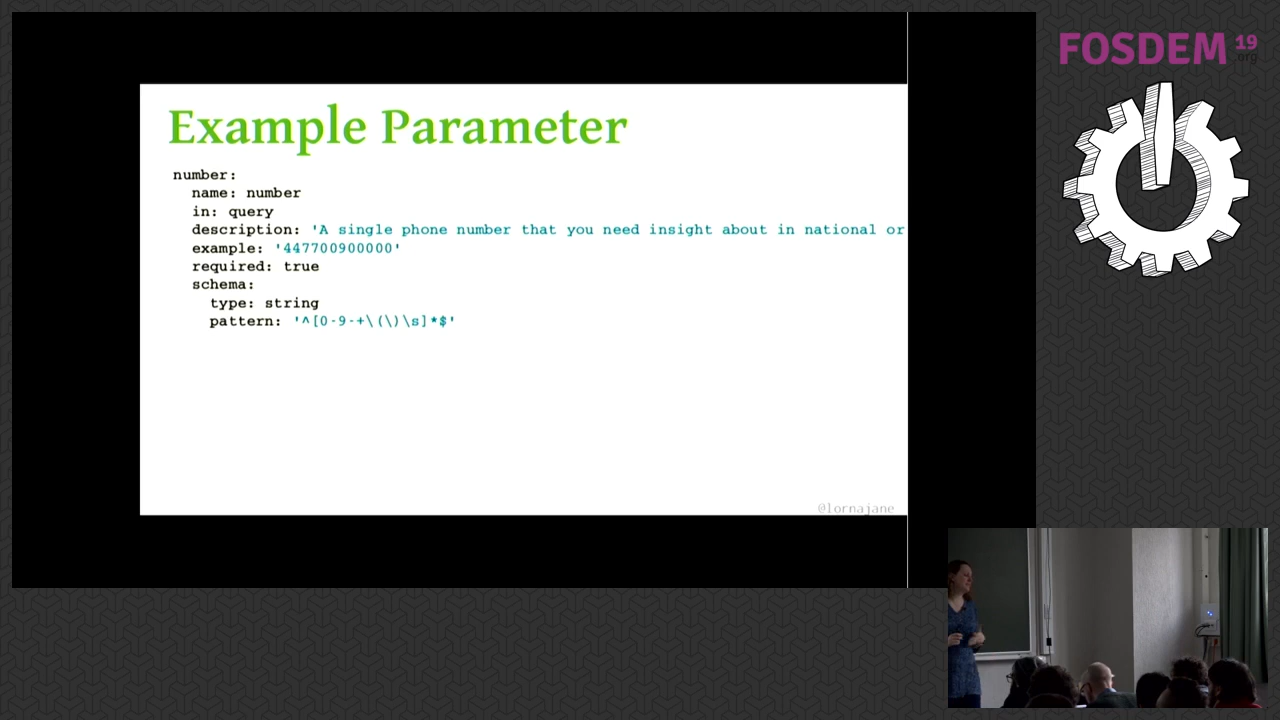 Example Parameter
number:
name: number
in: query
description: 'A single phone number that you need insight about in national or
example: '447700900000'
required: true
schema:
type: string
pattern: '^[0-9-+\(\)\s]*$'
@lornajane
FOSDEM 19
.org